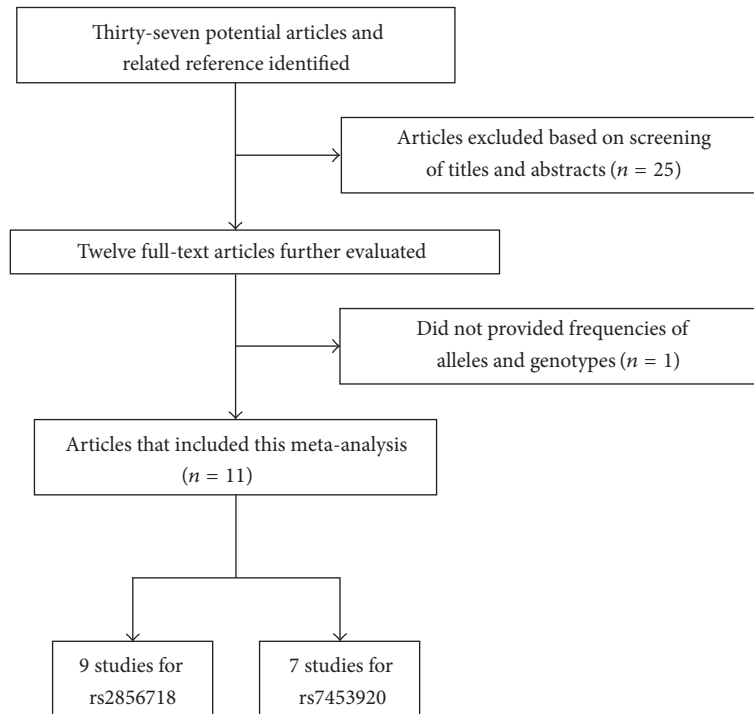 Thirty-seven potential articles and
related reference identified
Articles excluded based on screening
of titles and abstracts (n = 25)
Twelve full-text articles further evaluated
Did not provided frequencies of
alleles and genotypes (n = 1)
Articles that included this meta-analysis
(n = 11)
9 studies for
rs2856718
7 studies for
rs7453920